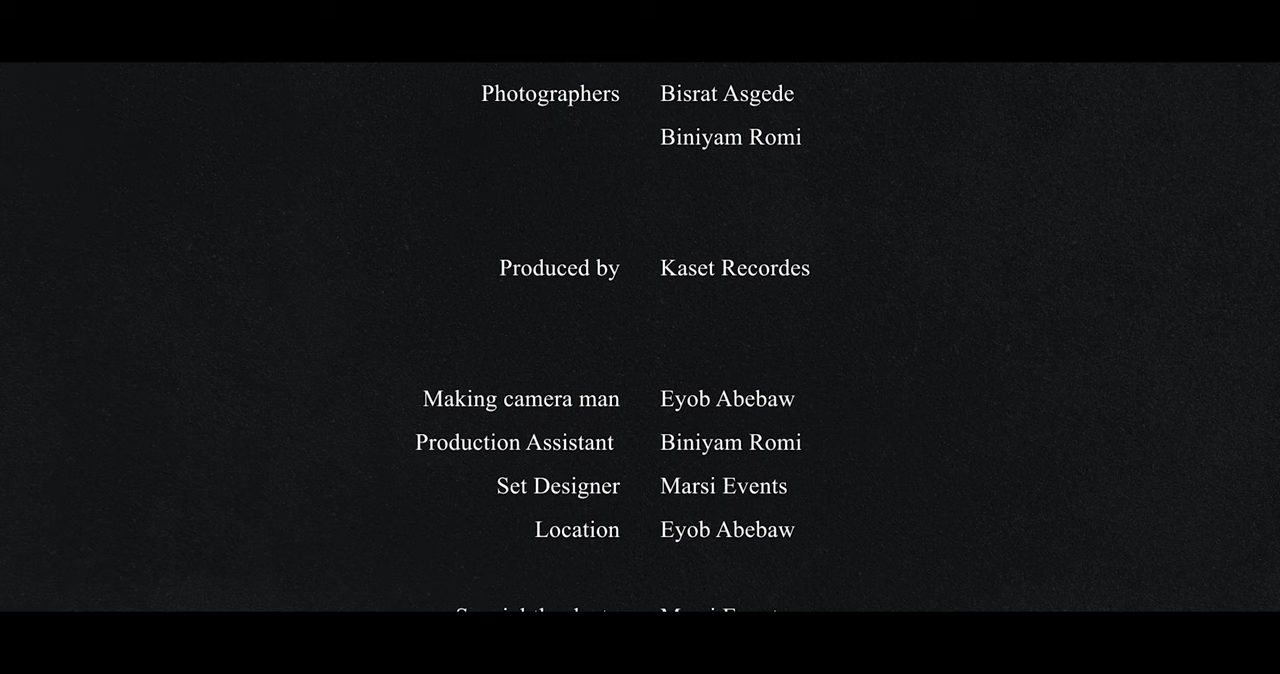 Photographers Bisrat Asgede
Biniyam Romi
Produced by Kaset Recordes
Making camera man Eyob Abebaw
Production Assistant Biniyam Romi
Set Designer Marsi Events
Location Eyob Abebaw